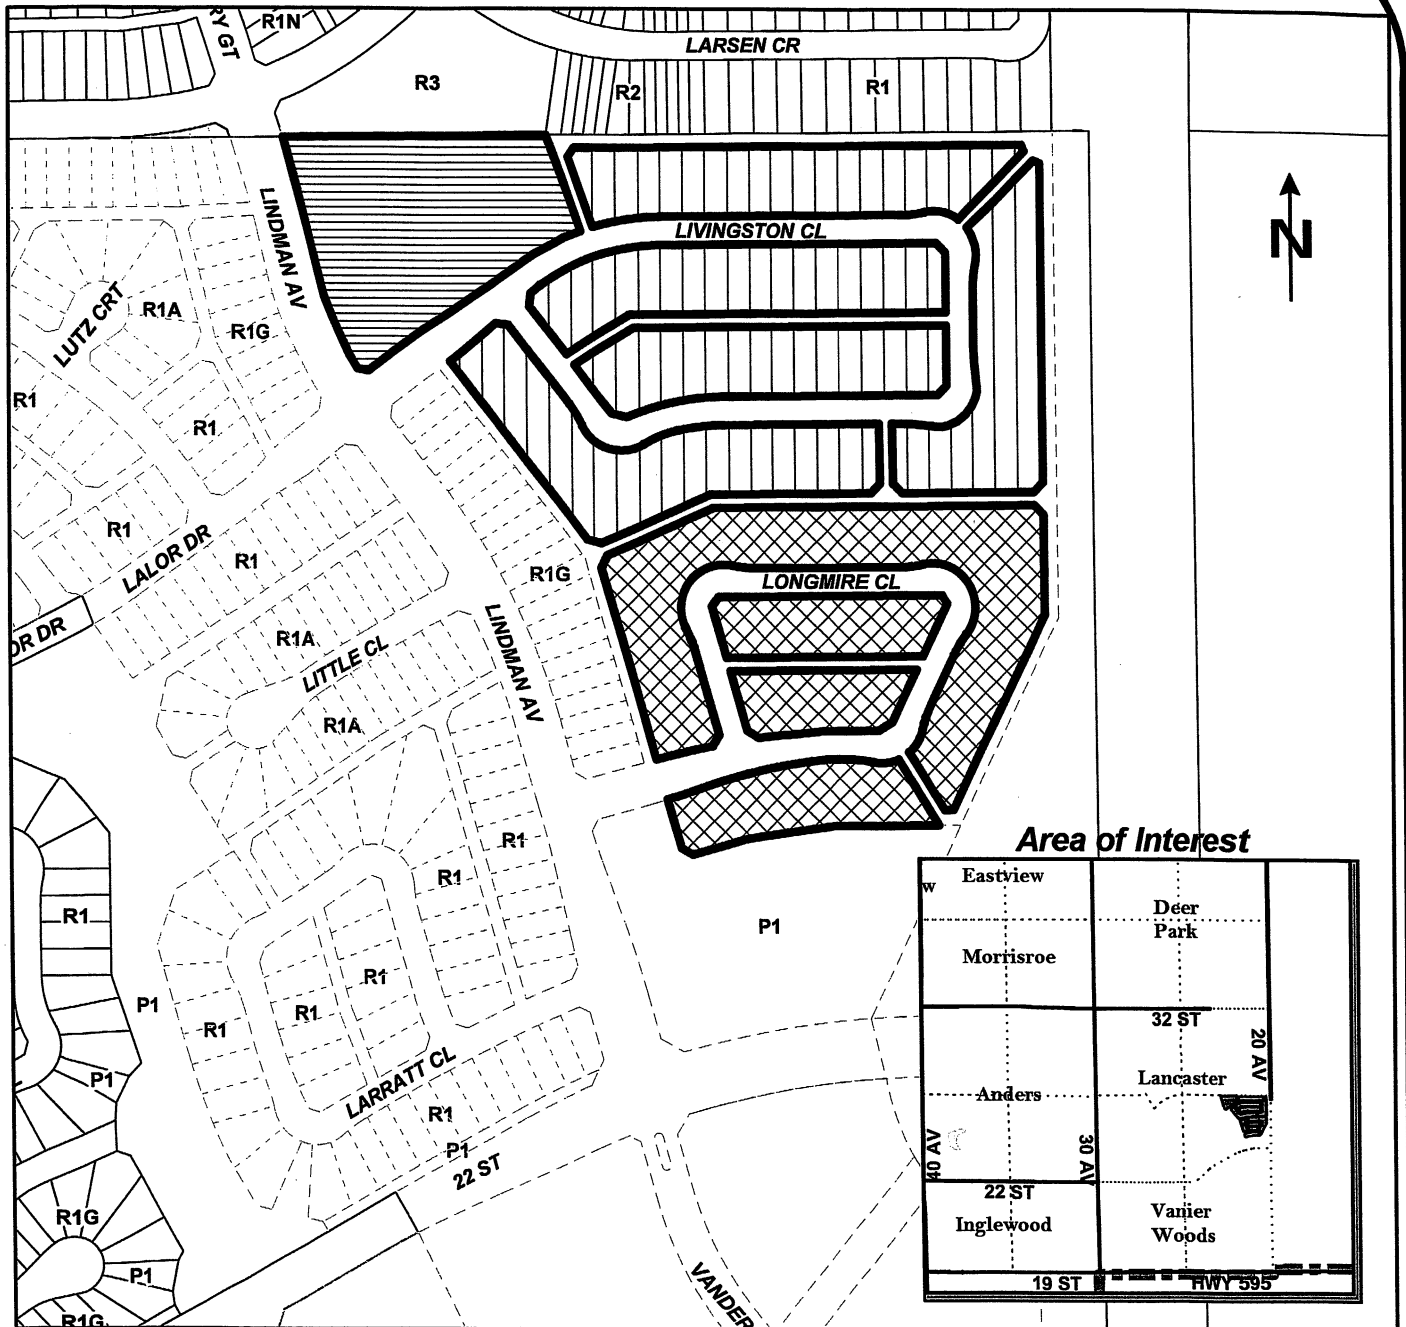 R1N
RY GT
LARSEN CR
R3
R2
R1
LINDMAN AV
LIVINGSTON CL
N
LUTZ CRT
R1A
R1G
R1
R1
R1
LALOR DR
R1
R1G
LONGMIRE CL
OR DR
R1A
LITTLE CL
LINDMAN AV
R1A
R1
R1
Area of Interest
R1
P1
R1
P1
R1
R1
P1
LARRATT CL
R1
P1
22 ST
R1G
P1
R1G
VANDER
w
Eastview
Deer
Park
Morrisroe
32 ST
20 AV
Lancaster
Anders
40 AV
30 AV
22 ST
Inglewood
Vanier
Woods
19 ST
HWY 595